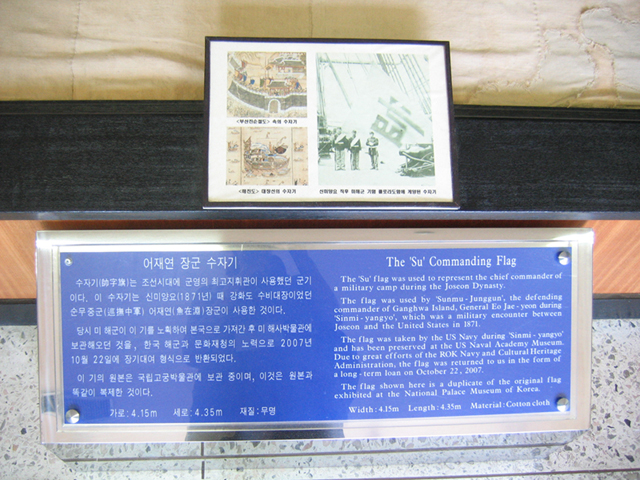 <부산진순절도> 속의 수자기
<해진도> 대장선의 수자기
帥
신미양요 직후 미해군 기함 콜로라도함에 게양된 수자기
어재연 장군 수자기
수자기(帥字旗)는 조선시대에 군영의 최고지휘관이 사용했던 군기
이다. 이 수자기는 신미양요(1871년) 때 강화도 수비대장이었던
순무중군(巡撫中軍) 어재연(魚在淵)장군이 사용한 것이다.
당시 미 해군이 이 기를 노획하여 본국으로 가져간 후 미 해사박물관에
보관해오던 것을, 한국 해군과 문화재청의 노력으로 2007년
10월 22일에 장기대여 형식으로 반환되었다.
이 기의 원본은 국립고궁박물관에 보관 중이며, 이것은 원본과
똑같이 복제한 것이다.
가로: 4.15m 세로: 4.35m 재질: 무명
The 'Su' Commanding Flag
The 'Su' flag was used to represent the chief commander of
a military camp during the Joseon Dynasty.
The flag was used by 'Sunmu-Junggun', the defending
commander of Ganghwa Island, General Eo Jae-yeon during
'Sinmi-yangyo', which was a military encounter between
Joseon and the United States in 1871.
The flag was taken by the US Navy during 'Sinmi-yangyo'
and has been preserved at the US Naval Academy Museum.
Due to great efforts of the ROK Navy and Cultural Heritage
Administration, the flag was returned to us in the form of
a long-term loan on October 22, 2007.
The flag shown here is a duplicate of the original flag
exhibited at the National Palace Museum of Korea.
Width: 4.15m Length: 4.35m Material: Cotton cloth